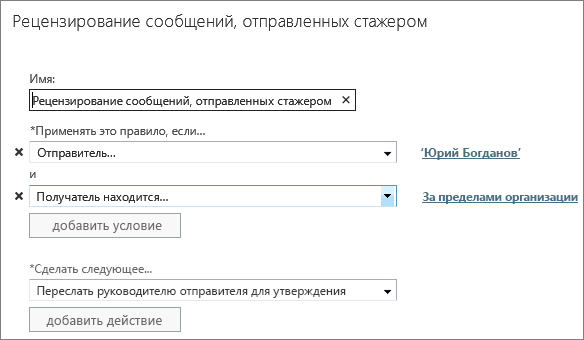 Рецензирование сообщений, отправленных стажером
Имя:
Рецензирование сообщений, отправленных стажером
*Применять это правило, если...
Отправитель...
'Юрий Богданов'
и
Получатель находится...
За пределами организации
добавить условие
*Сделать следующее...
Переслать руководителю отправителя для утверждения
добавить действие